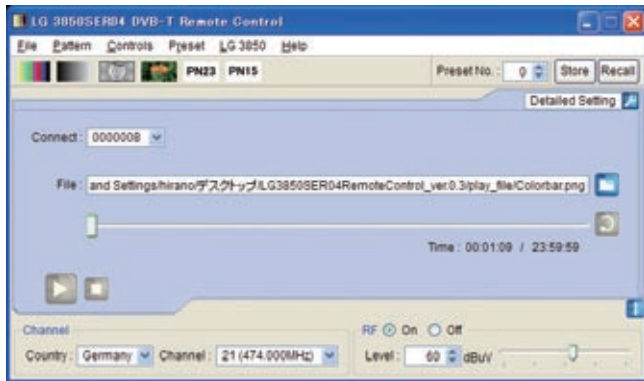 LG 3850SER04 DVB-T Remote Control
File Pattern Controls Preset LG 3850 Help
PN23 PN15 Preset No. : 0 Store Recall
Detailed Setting
Connect : 0000008
File : and Settings/hirano/デスクトップ/LG3850SER04RemoteControl_ver.0.3/play_file/Colorbar.png
Time : 00:01:09 / 23:59:59
Channel RF On Off
Country : Germany Channel : 21 (474.000MHz) Level : 60 dBuV